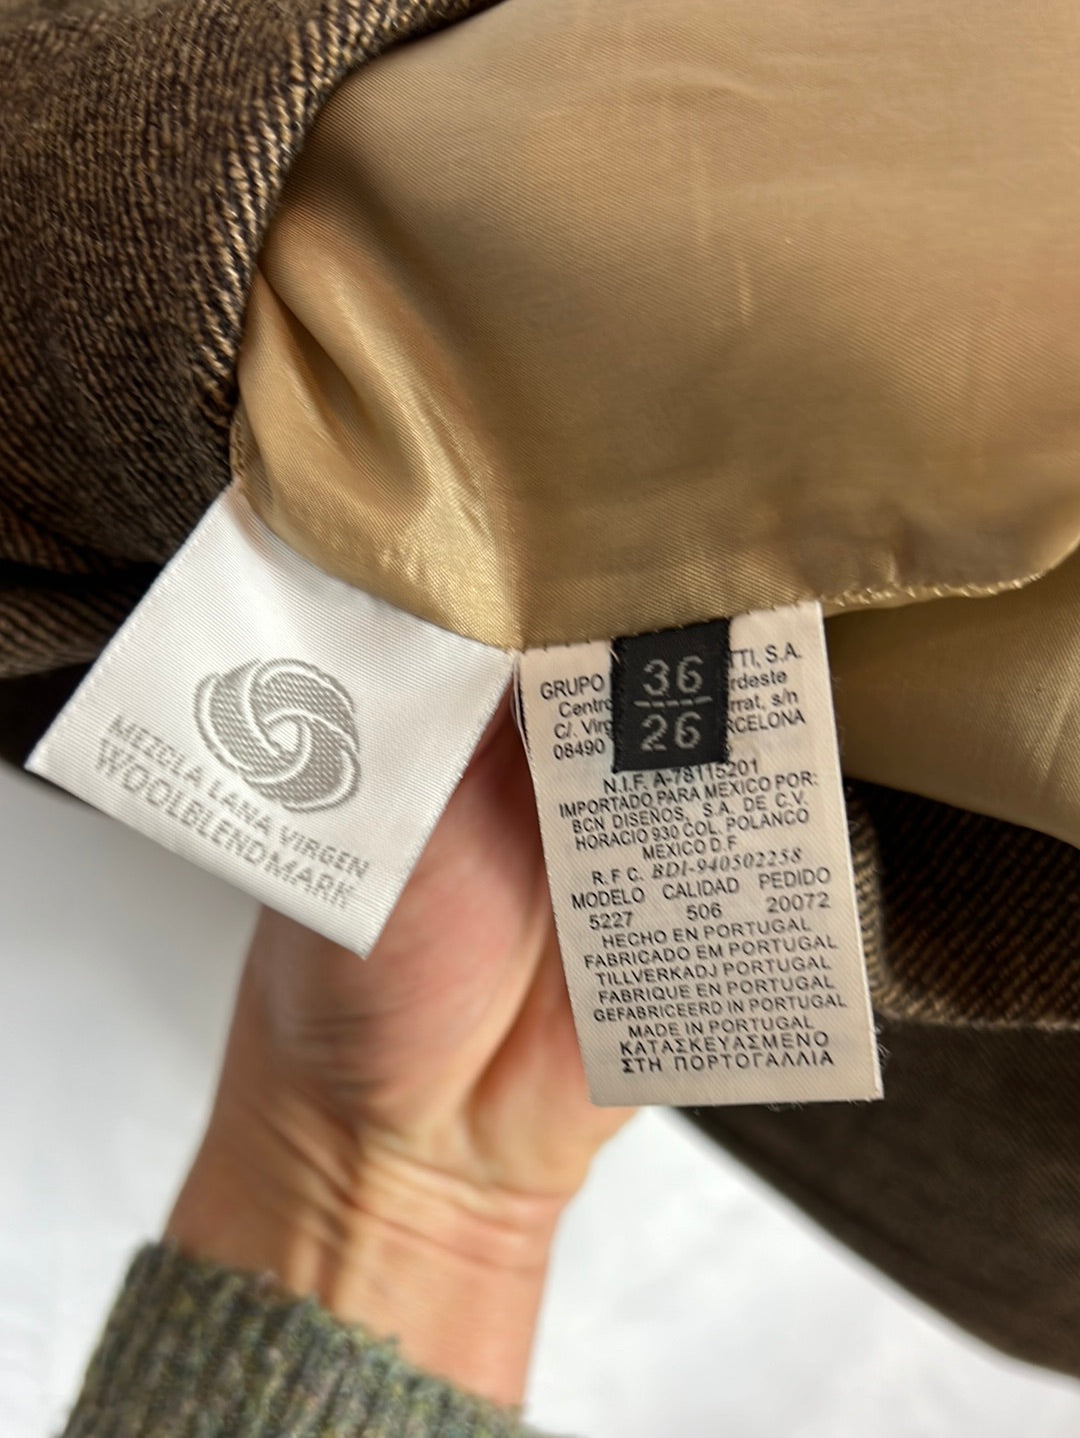 MEZCLA LANA VIRGEN
WOOLBLENDMARK
36
26
GRUPO TTI, S.A.
Centro rdeste
C/. Virg rrat, s/n
08490 RCELONA
N.I.F. A-78115201
IMPORTADO PARA MEXICO POR:
BCN DISEÑOS, S.A. DE C.V.
HORACIO 930 COL. POLANCO
MEXICO D.F
R.F C. BDI-940502258
MODELO CALIDAD PEDIDO
5227 506 20072
HECHO EN PORTUGAL
FABRICADO EM PORTUGAL
TILLVERKADJ PORTUGAL
FABRIQUE EN PORTUGAL
GEFABRICEERD IN PORTUGAL
MADE IN PORTUGAL
ΚΑΤΑΣΚΕΥΑΣΜΕΝΟ
ΣΤΗ ΠΟΡΤΟΓΑΛΛΙΑ